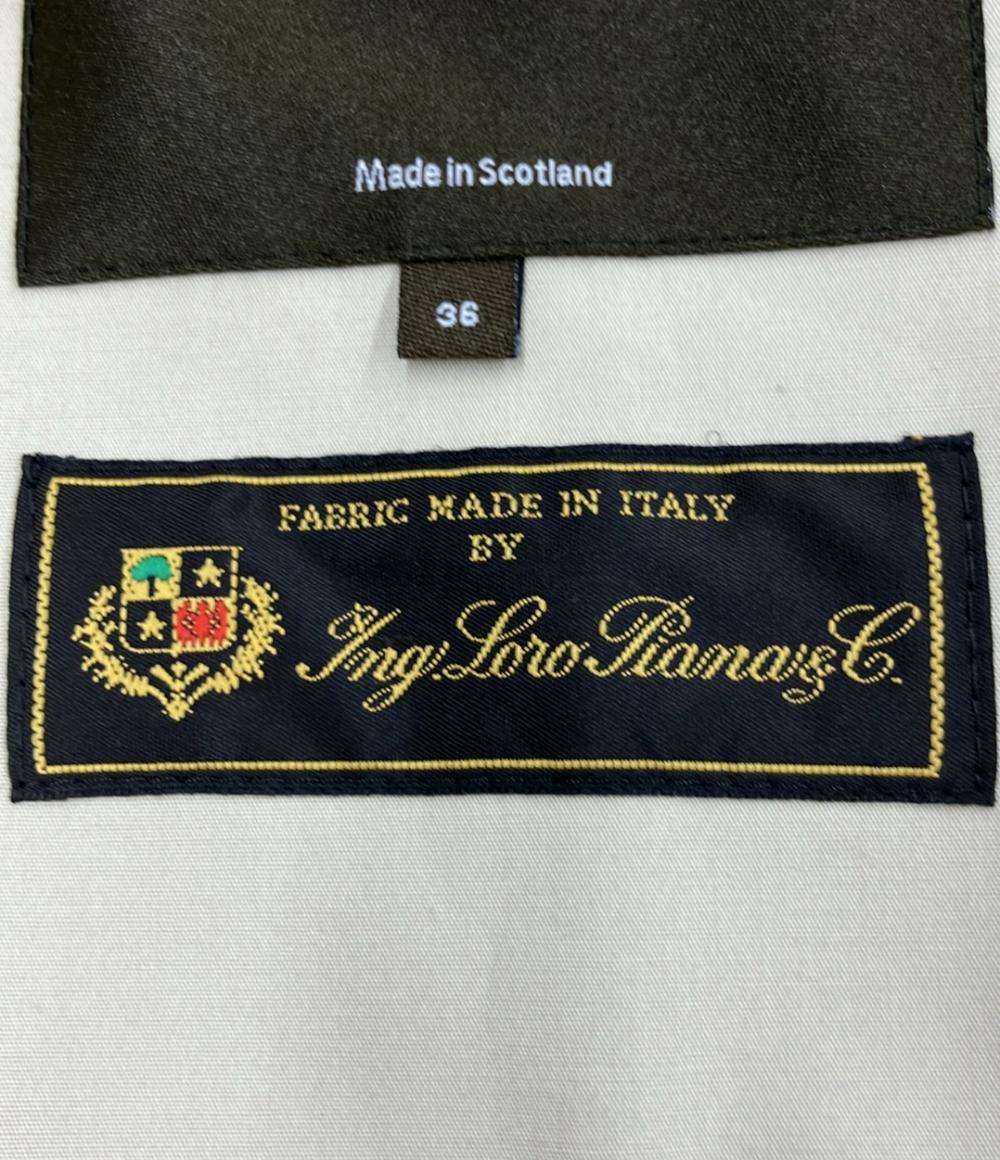 Made in Scotland
36
FABRIC MADE IN ITALY
BY
Ing. Loro Piana & C.